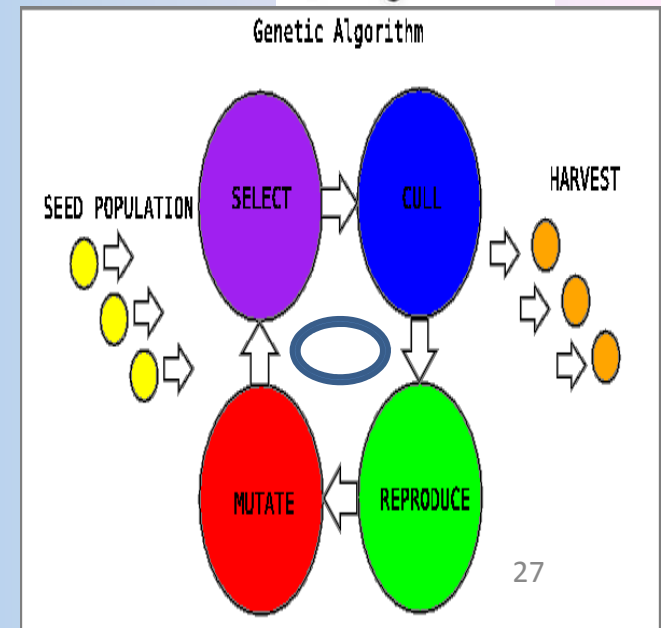 Genetic Algorithm
HARVEST
SEED POPULATION
SELECT
CULL
MUTATE
REPRODUCE
27